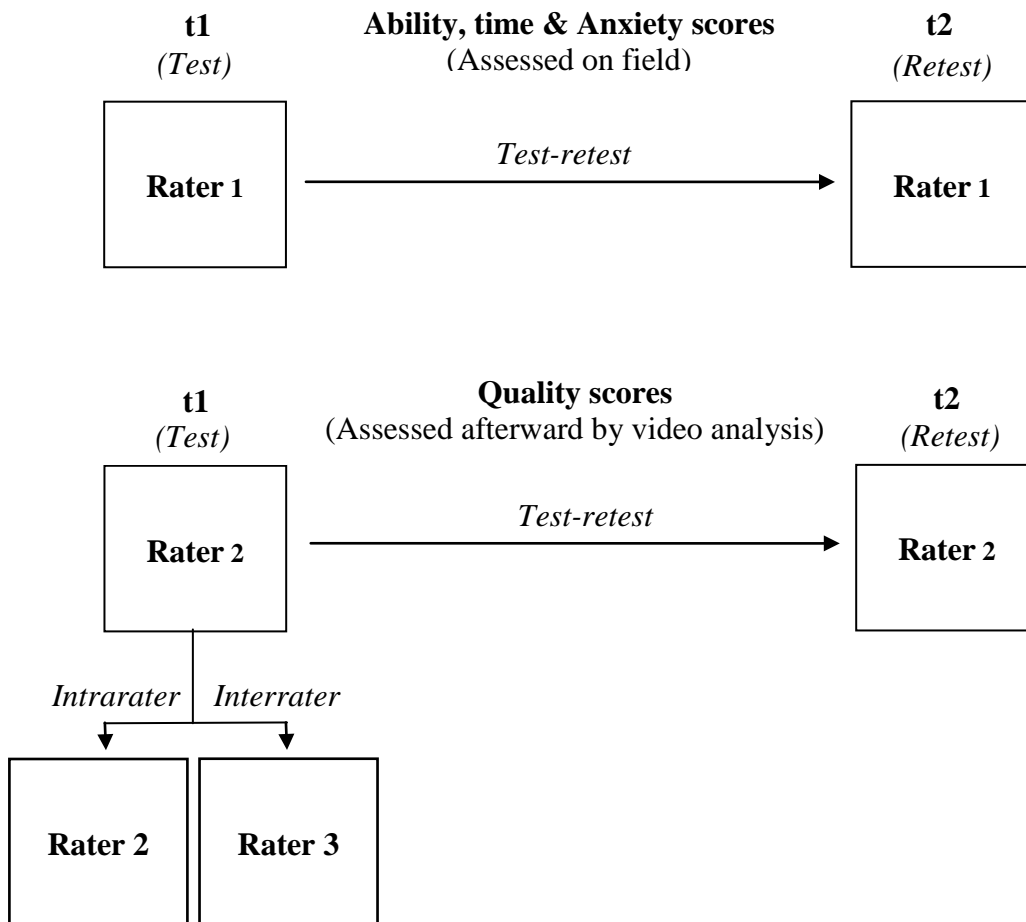 t1
Ability, time & Anxiety scores
t2
(Test)
(Assessed on field)
(Retest)
Test-retest
Rater 1
Rater 1
t1
Quality scores
t2
(Test)
(Assessed afterward by video analysis)
(Retest)
Test-retest
Rater 2
Rater 2
Intrarater
Interrater
Rater 2
Rater 3